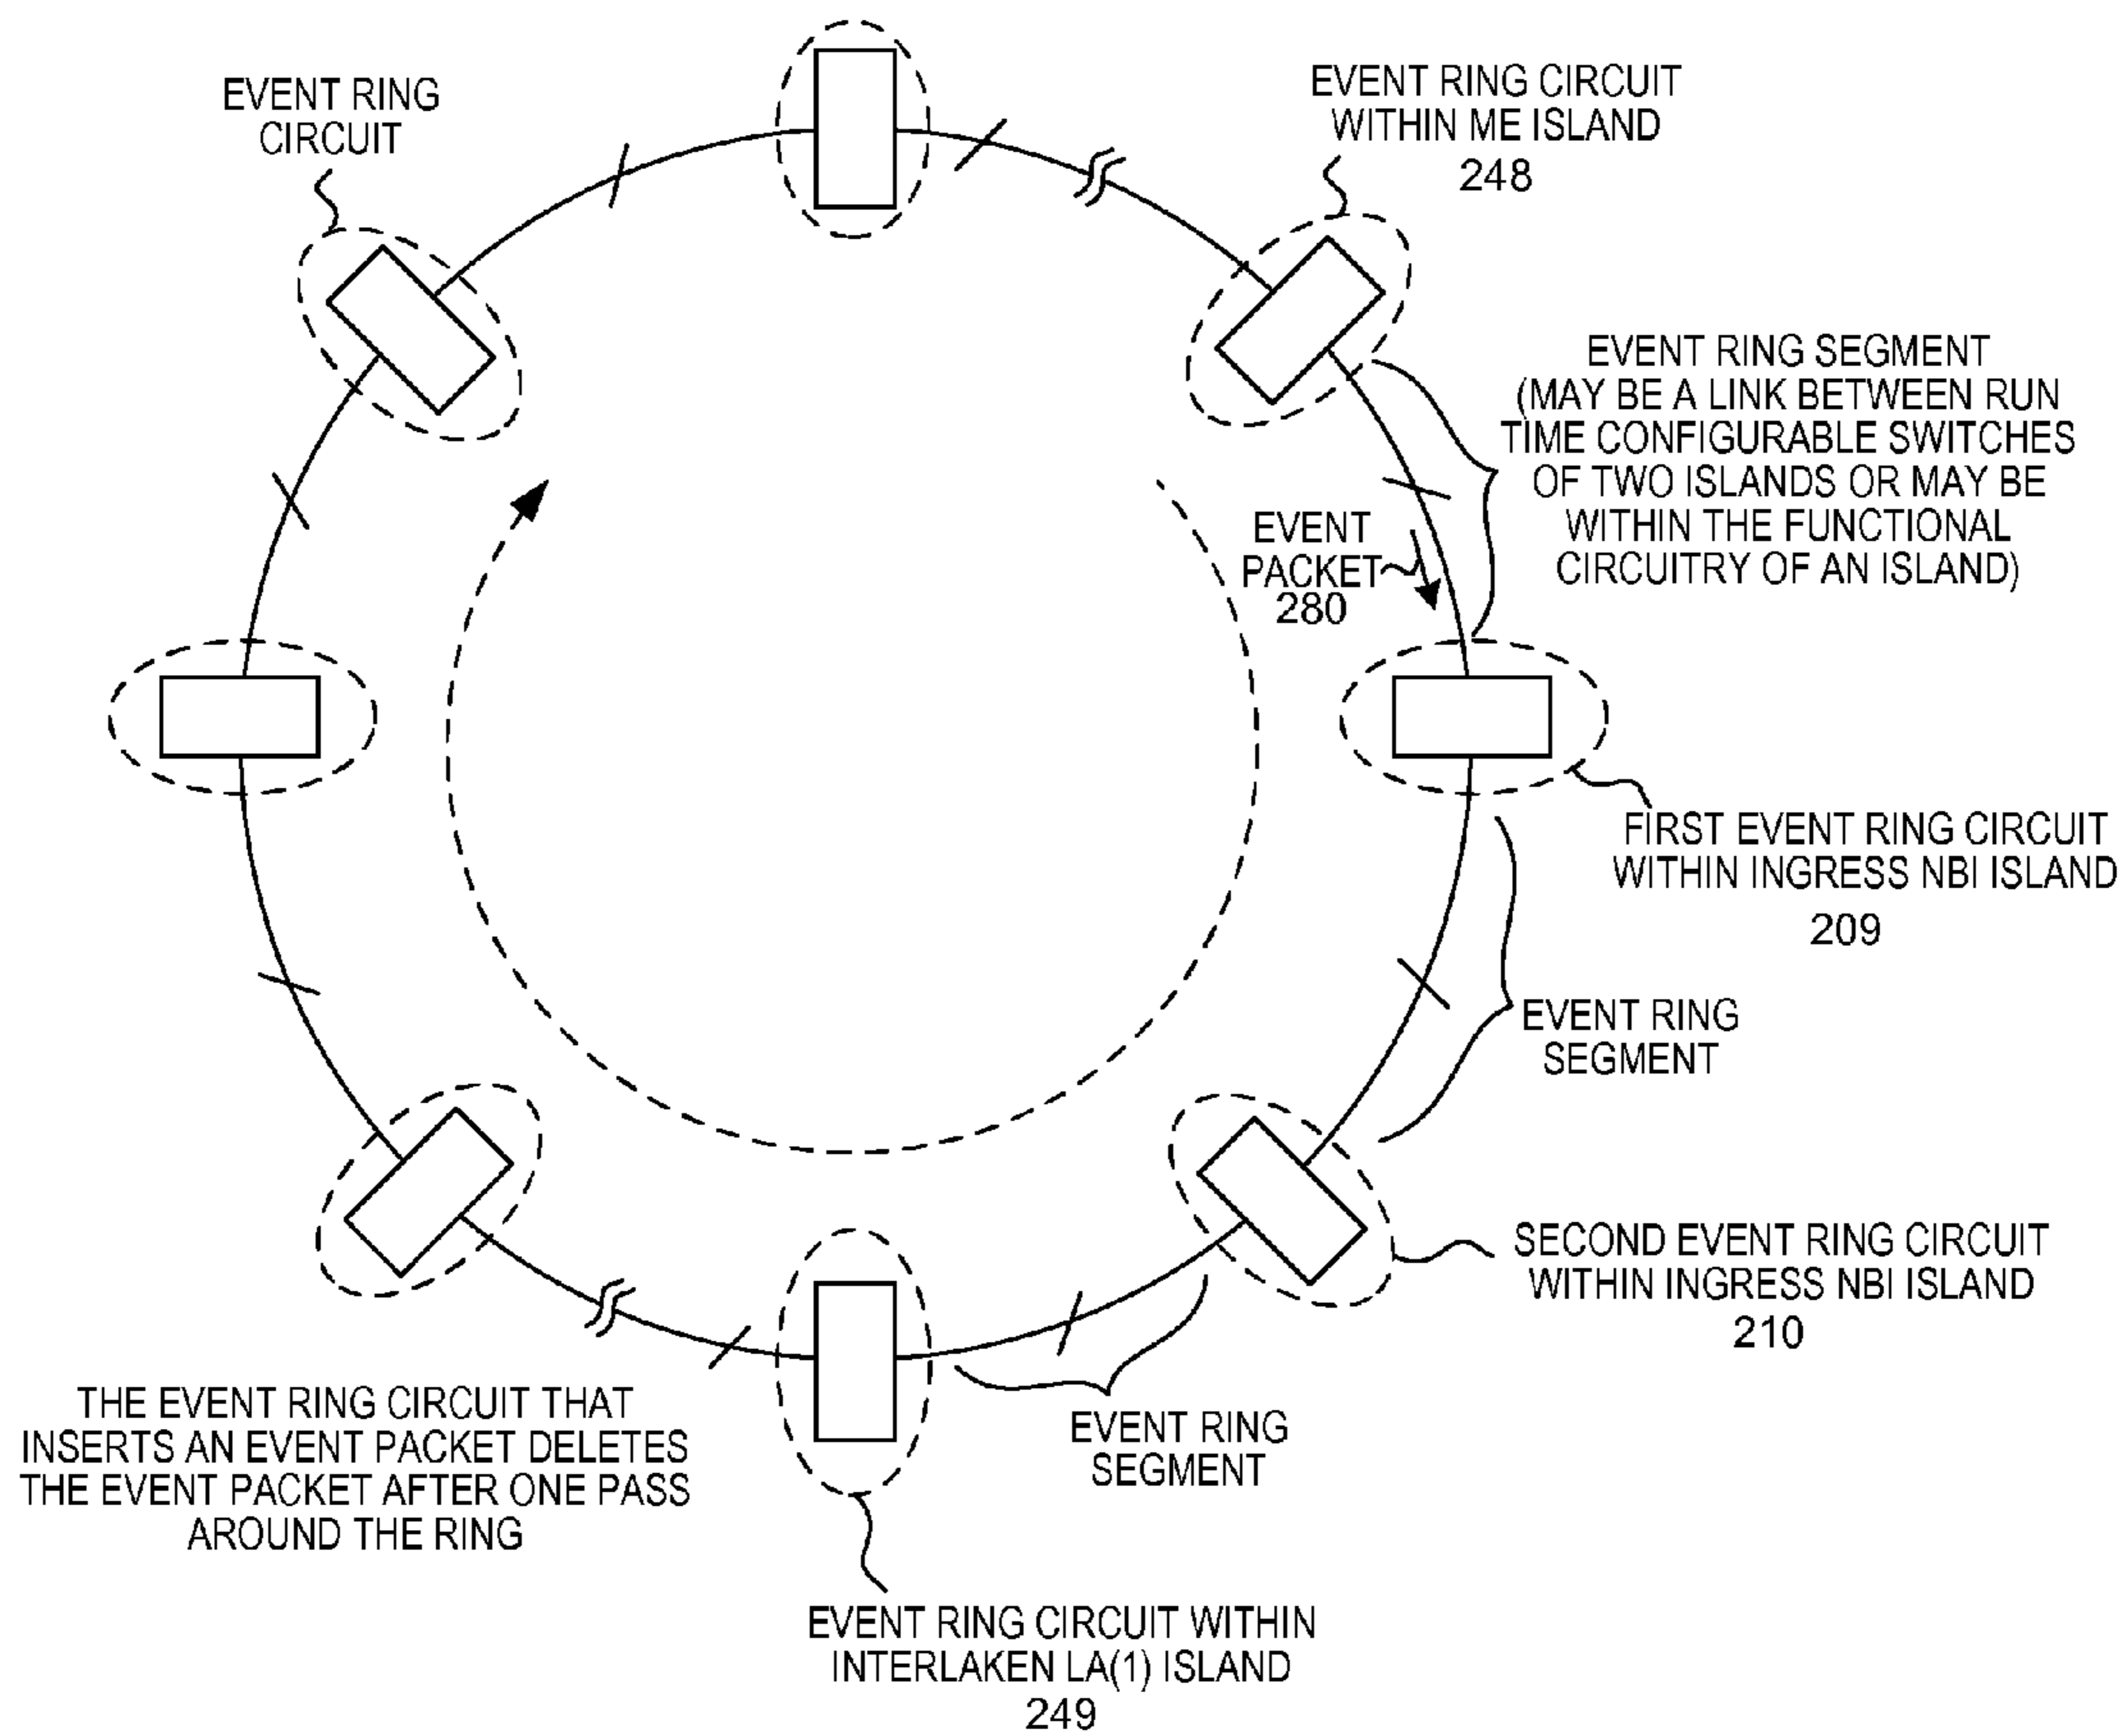 EVENT RING
CIRCUIT
EVENT RING CIRCUIT
WITHIN ME ISLAND
248
EVENT RING SEGMENT
(MAY BE A LINK BETWEEN RUN
TIME CONFIGURABLE SWITCHES
OF TWO ISLANDS OR MAY BE
WITHIN THE FUNCTIONAL
CIRCUITRY OF AN ISLAND)
EVENT
PACKET
280
FIRST EVENT RING CIRCUIT
WITHIN INGRESS NBI ISLAND
209
EVENT RING
SEGMENT
SECOND EVENT RING CIRCUIT
WITHIN INGRESS NBI ISLAND
210
EVENT RING
SEGMENT
THE EVENT RING CIRCUIT THAT
INSERTS AN EVENT PACKET DELETES
THE EVENT PACKET AFTER ONE PASS
AROUND THE RING
EVENT RING CIRCUIT WITHIN
INTERLAKEN LA(1) ISLAND
249